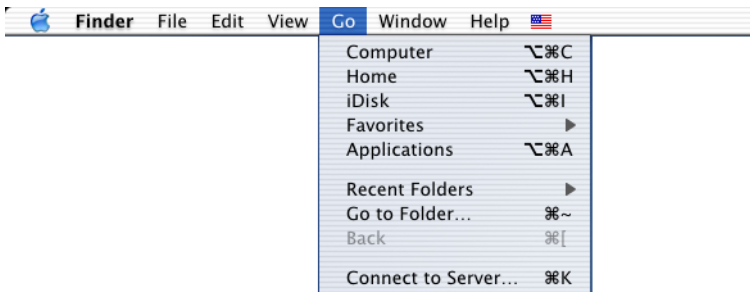 Finder File Edit View Go Window Help
Computer ⌥⌘C
Home ⌥⌘H
iDisk ⌥⌘I
Favorites ▶
Applications ⌥⌘A
Recent Folders ▶
Go to Folder... ⌘~
Back ⌘[
Connect to Server... ⌘K